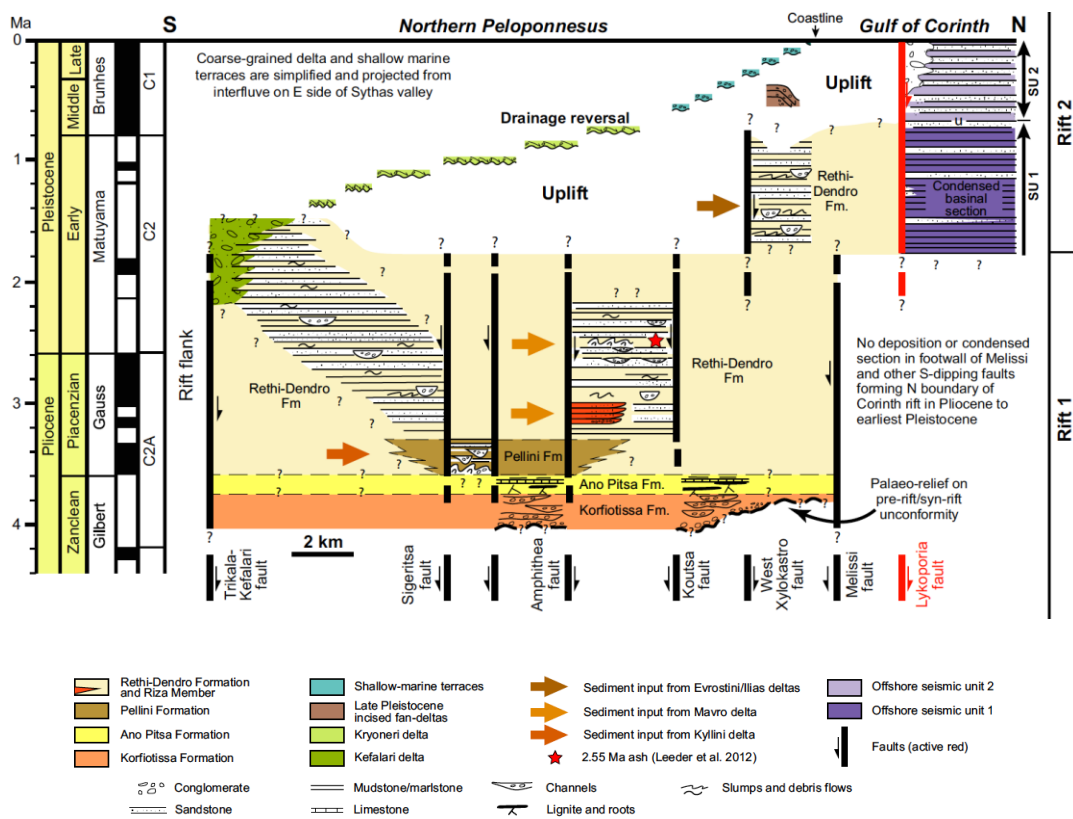 Ma
S
Northern Peloponnesus
Coastline
Gulf of Corinth
N
0
1
2
3
4
Pleistocene
Pliocene
Late
Middle
Early
Piacenzian
Zanclean
Brunhes
Matuyama
Gauss
Gilbert
C1
C2
C2A
Coarse-grained delta and shallow marine
terraces are simplified and projected from
interfluve on E side of Sythas valley
Drainage reversal
Uplift
Uplift
Rift flank
Rethi-Dendro
Fm
Rethi-Dendro
Fm
Rethi-
Dendro
Fm.
Pellini Fm
Ano Pitsa Fm.
Korfiotissa Fm.
Condensed
basinal
section
u
SU 2
SU 1
Rift 2
Rift 1
No deposition or condensed
section in footwall of Melissi
and other S-dipping faults
forming N boundary of
Corinth rift in Pliocene to
earliest Pleistocene
Palaeo-relief on
pre-rift/syn-rift
unconformity
2 km
Trikala-
Kefalari
fault
Sigeritsa
fault
Amphithea
fault
Koutsa
fault
West
Xylokastro
fault
Melissi
fault
Lykoporia
fault
Rethi-Dendro Formation
and Riza Member
Pellini Formation
Ano Pitsa Formation
Korfiotissa Formation
Shallow-marine terraces
Late Pleistocene
incised fan-deltas
Kryoneri delta
Kefalari delta
Sediment input from Evrostini/Ilias deltas
Sediment input from Mavro delta
Sediment input from Kyllini delta
2.55 Ma ash (Leeder et al. 2012)
Offshore seismic unit 2
Offshore seismic unit 1
Faults (active red)
Conglomerate
Mudstone/marlstone
Channels
Slumps and debris flows
Sandstone
Limestone
Lignite and roots